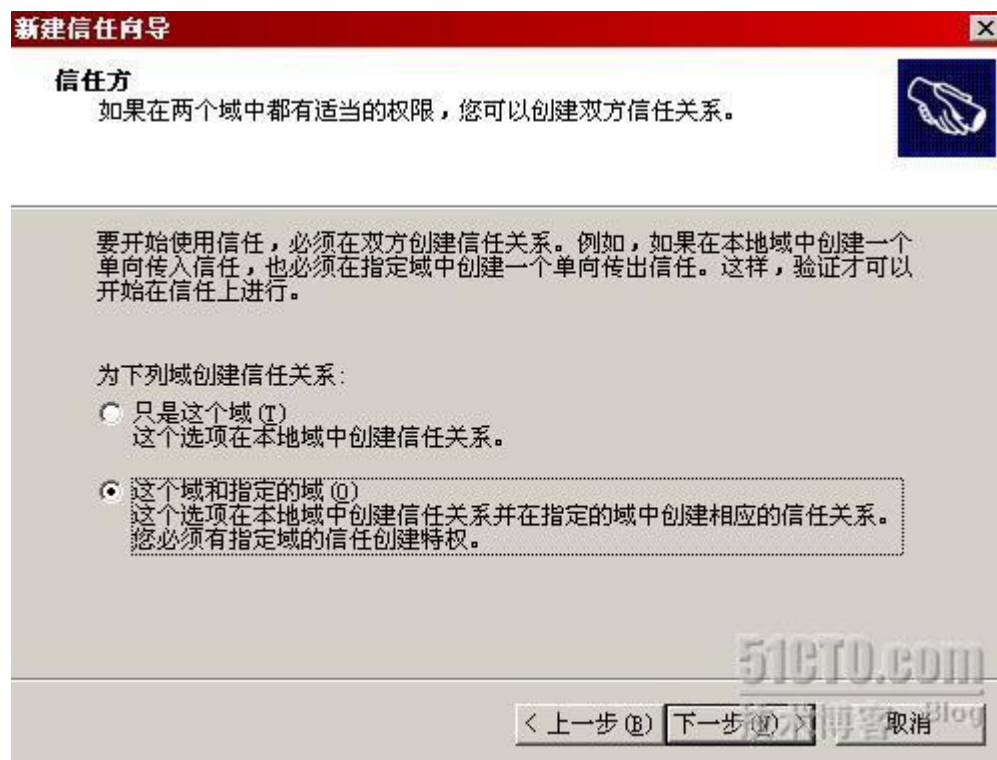 新建信任向导
信任方
如果在两个域中都有适当的权限，您可以创建双方信任关系。
要开始使用信任，必须在双方创建信任关系。例如，如果在本地域中创建一个
单向传入信任，也必须在指定域中创建一个单向传出信任。这样，验证才可以
开始在信任上进行。
为下列域创建信任关系:
只是这个域(T)
这个选项在本地域中创建信任关系。
这个域和指定的域(O)
这个选项在本地域中创建信任关系并在指定的域中创建相应的信任关系。
您必须有指定域的信任创建特权。
51CTO.com
技术博客 Blog
< 上一步(B) 下一步(N) > 取消